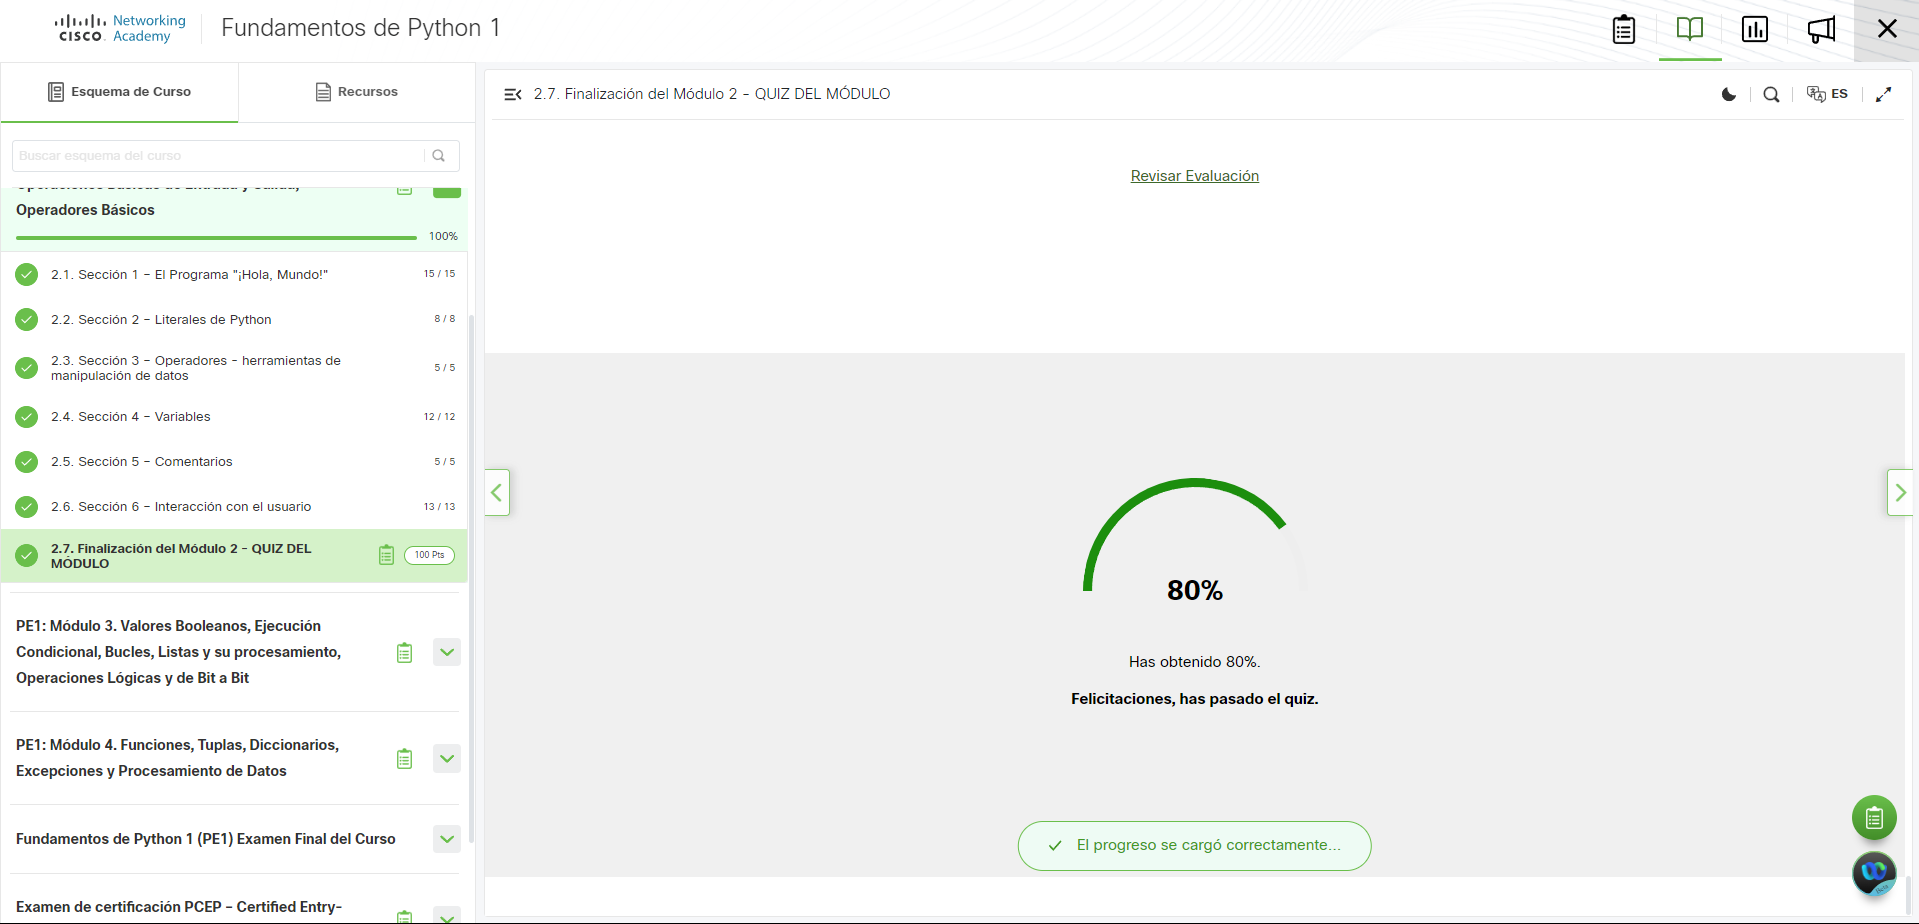 Networking
CISCO Academy
Fundamentos de Python 1
Esquema de Curso
Recursos
Buscar esquema del curso
Operaciones Básicas de Entrada y Salida,
Operadores Básicos
100%
2.1. Sección 1 – El Programa "¡Hola, Mundo!"
15 / 15
2.2. Sección 2 – Literales de Python
8 / 8
2.3. Sección 3 – Operadores - herramientas de
manipulación de datos
5 / 5
2.4. Sección 4 – Variables
12 / 12
2.5. Sección 5 – Comentarios
5 / 5
2.6. Sección 6 – Interacción con el usuario
13 / 13
2.7. Finalización del Módulo 2 - QUIZ DEL
MÓDULO
100 Pts
PE1: Módulo 3. Valores Booleanos, Ejecución
Condicional, Bucles, Listas y su procesamiento,
Operaciones Lógicas y de Bit a Bit
PE1: Módulo 4. Funciones, Tuplas, Diccionarios,
Excepciones y Procesamiento de Datos
Fundamentos de Python 1 (PE1) Examen Final del Curso
Examen de certificación PCEP – Certified Entry-
2.7. Finalización del Módulo 2 - QUIZ DEL MÓDULO
ES
Revisar Evaluación
80%
Has obtenido 80%.
Felicitaciones, has pasado el quiz.
El progreso se cargó correctamente...
Beta